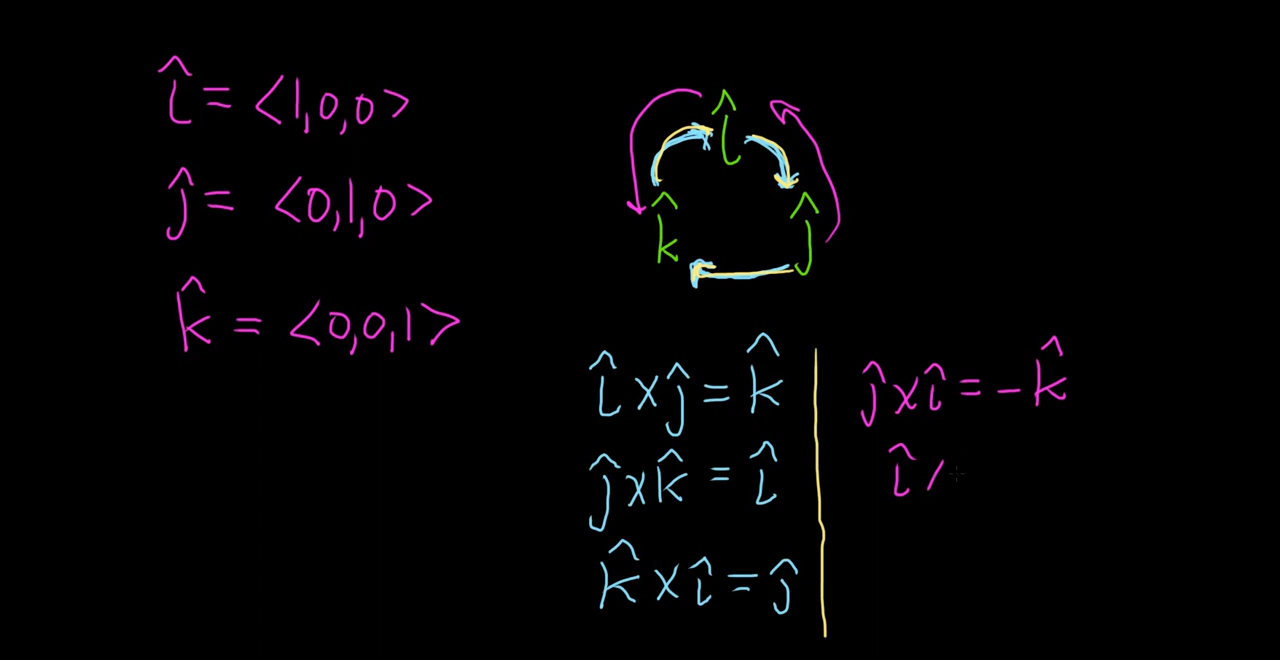 î = <1,0,0>
ĵ = <0,1,0>
k̂ = <0,0,1>
î
k̂
ĵ
î x ĵ = k̂
ĵ x k̂ = î
k̂ x î = ĵ
ĵ x î = - k̂
î /